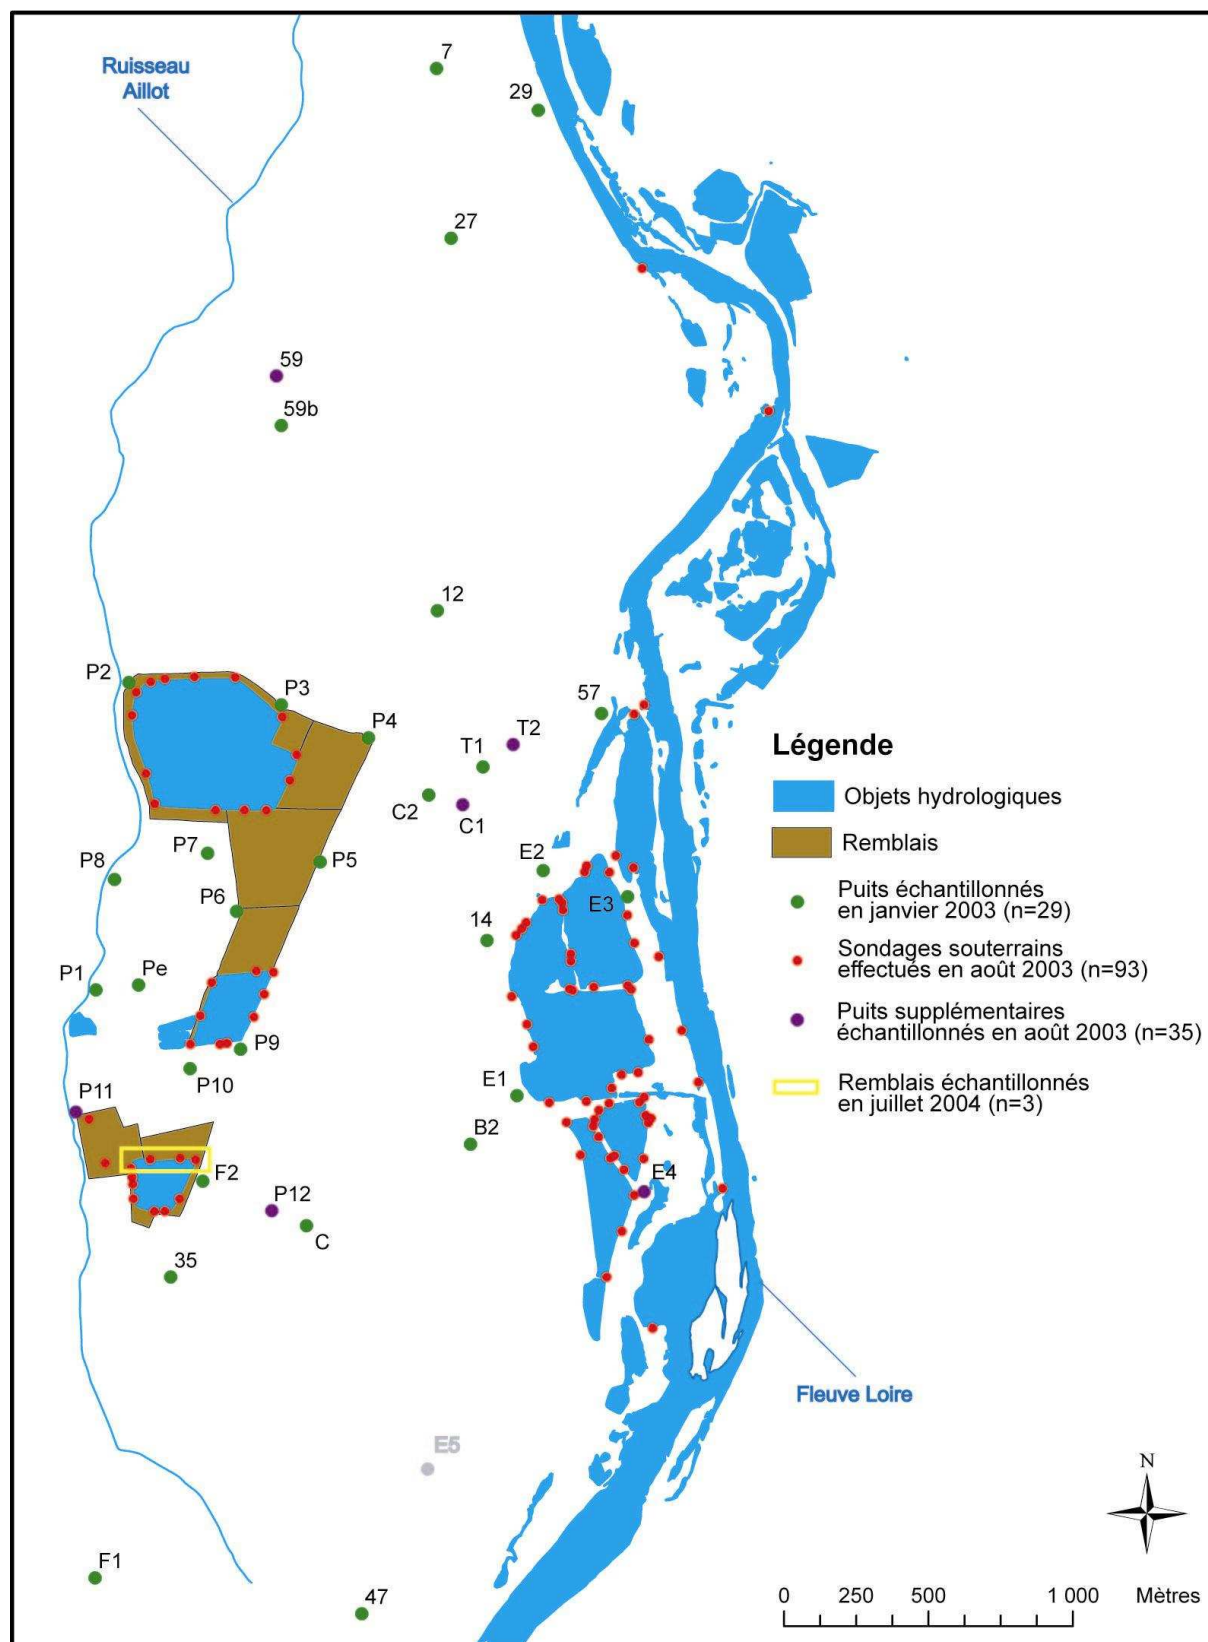 7
Ruisseau
Aillot
29
27
59
59b
12
P2
P3
57
P4
T2
T1
C2
C1
Légende
Objets hydrologiques
Remblais
P7
P8
P5
E2
P6
E3
14
Puits échantillonnés
en janvier 2003 (n=29)
Sondages souterrains
effectués en août 2003 (n=93)
P1
Pe
Puits supplémentaires
échantillonnés en août 2003 (n=35)
P9
P10
E1
P11
Remblais échantillonnés
en juillet 2004 (n=3)
B2
F2
E4
P12
C
35
Fleuve Loire
E5
N
F1
47
0 250 500 1 000 Mètres